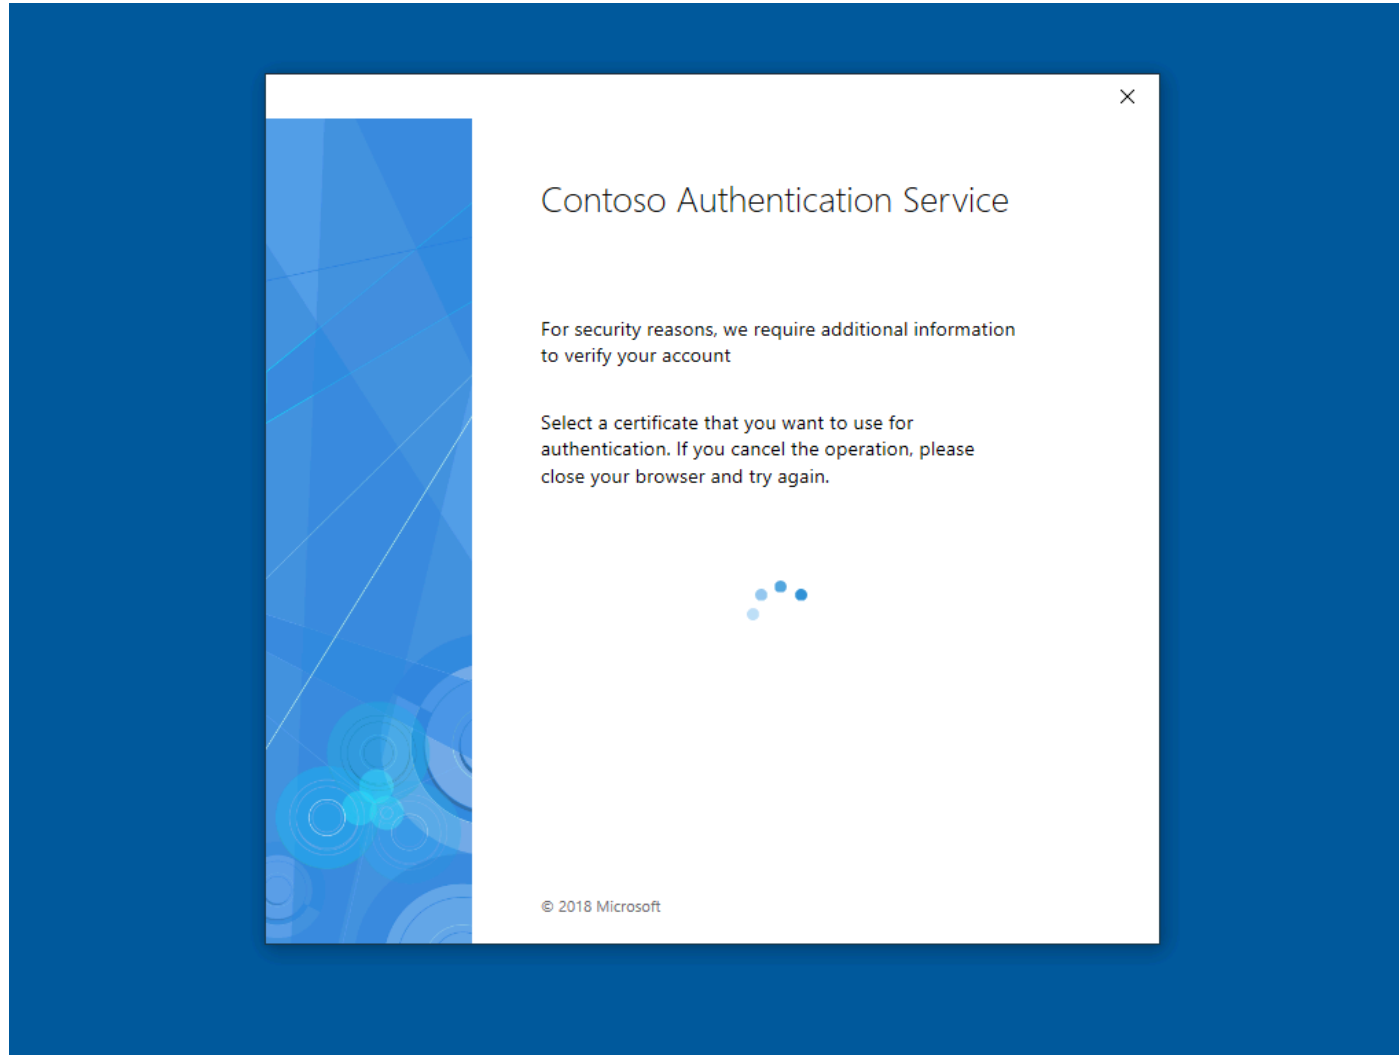 Contoso Authentication Service
For security reasons, we require additional information
to verify your account
Select a certificate that you want to use for
authentication. If you cancel the operation, please
close your browser and try again.
© 2018 Microsoft